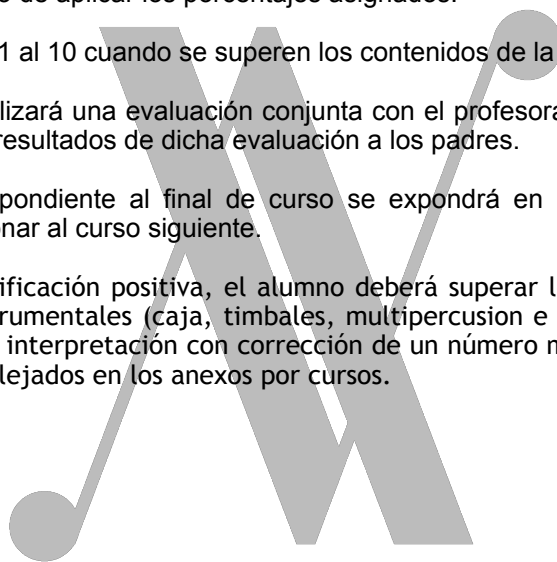 de aplicar los porcentajes asignados.
1 al 10 cuando se superen los contenidos de la
lizará una evaluación conjunta con el profesora
resultados de dicha evaluación a los padres.
pondiente al final de curso se expondrá en
onar al curso siguiente.
ificación positiva, el alumno deberá superar l
rumentales (caja, timbales, multipercusion e
interpretación con corrección de un número m
lejados en los anexos por cursos.